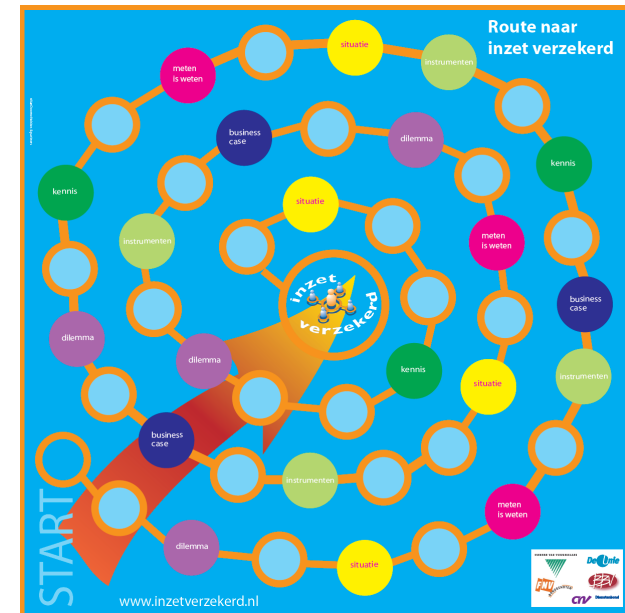 Route naar
inzet verzekerd
situatie
instrumenten
meten
is weten
kennis
kennis
business
case
dilemma
situatie
instrumenten
meten
is weten
business
case
instrumenten
inzet
verzekerd
dilemma
dilemma
kennis
situatie
business
case
instrumenten
meten
is weten
dilemma
situatie
START
www.inzetverzekerd.nl
De Unie
FNV
BBV
CNV
Dienstenbond